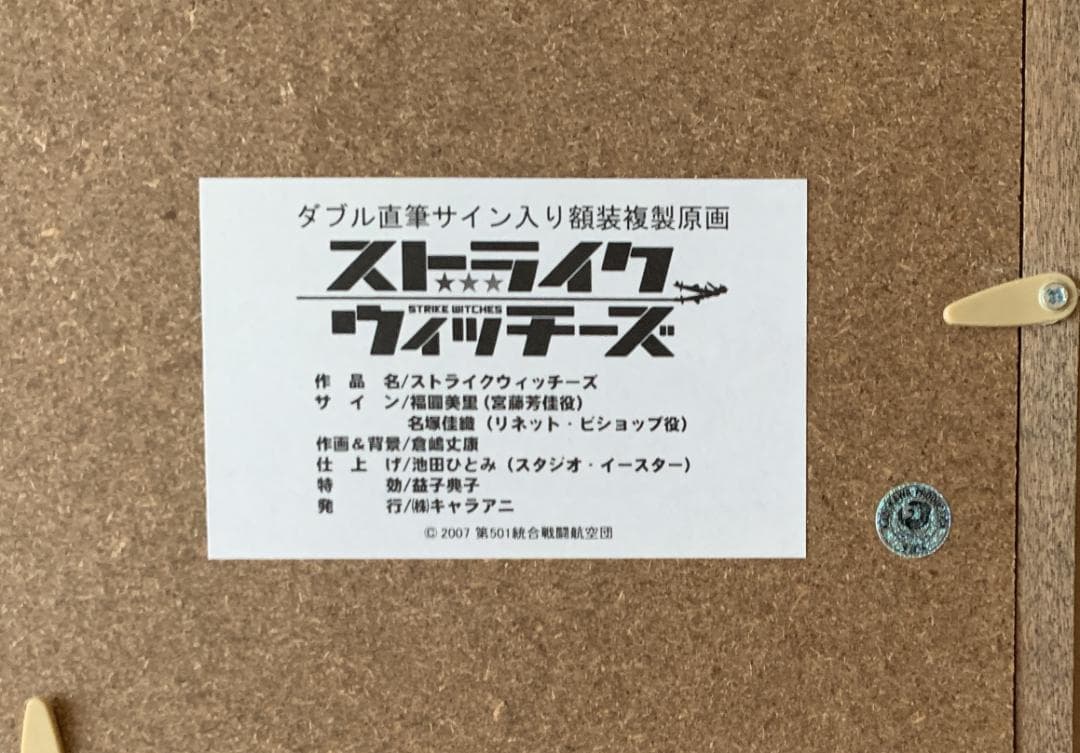 ダブル直筆サイン入り額装複製原画
ストライク
STRIKE WITCHES
ウィッチーズ
作品名/ストライクウィッチーズ
サイン/福圓美里(宮藤芳佳役)
名塚佳織(リネット・ビショップ役)
作画&背景/倉嶋丈康
仕上げ/池田ひとみ(スタジオ・イースター)
特効/益子典子
発行/㈱キャラアニ
© 2007 第501統合戦闘航空団